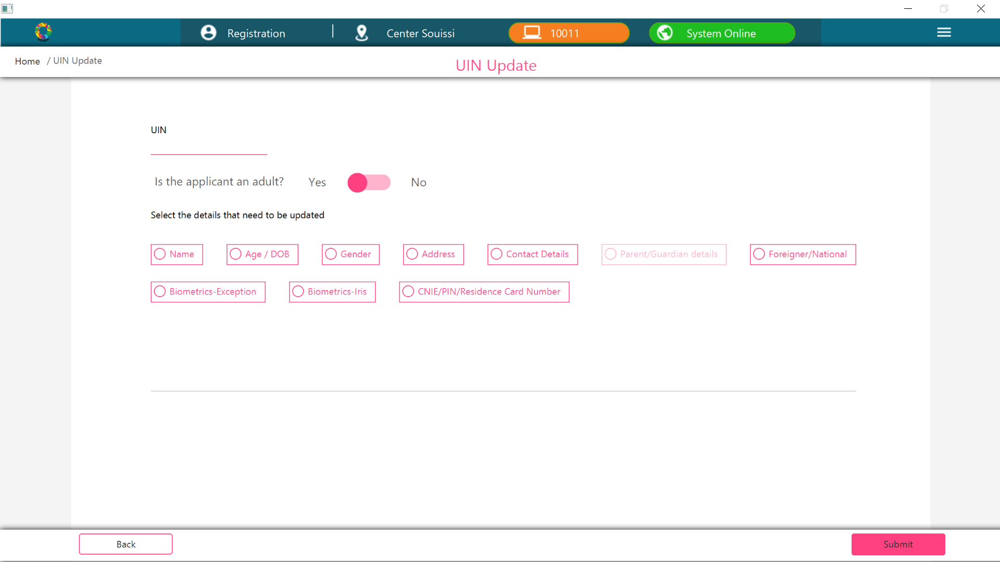 Registration | Center Souissi 10011 System Online
Home / UIN Update
UIN Update
UIN
Is the applicant an adult? Yes No
Select the details that need to be updated
Name Age / DOB Gender Address Contact Details Parent/Guardian details Foreigner/National
Biometrics-Exception Biometrics-Iris CNIE/PIN/Residence Card Number
Back Submit